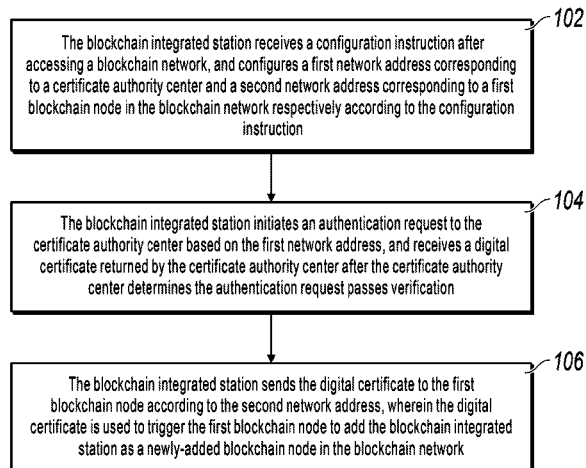 102
The blockchain integrated station receives a configuration instruction after
accessing a blockchain network, and configures a first network address corresponding
to a certificate authority center and a second network address corresponding to a first
blockchain node in the blockchain network respectively according to the configuration
instruction
104
The blockchain integrated station initiates an authentication request to the
certificate authority center based on the first network address, and receives a digital
certificate returned by the certificate authority center after the certificate authority
center determines the authentication request passes verification
106
The blockchain integrated station sends the digital certificate to the first
blockchain node according to the second network address, wherein the digital
certificate is used to trigger the first blockchain node to add the blockchain integrated
station as a newly-added blockchain node in the blockchain network